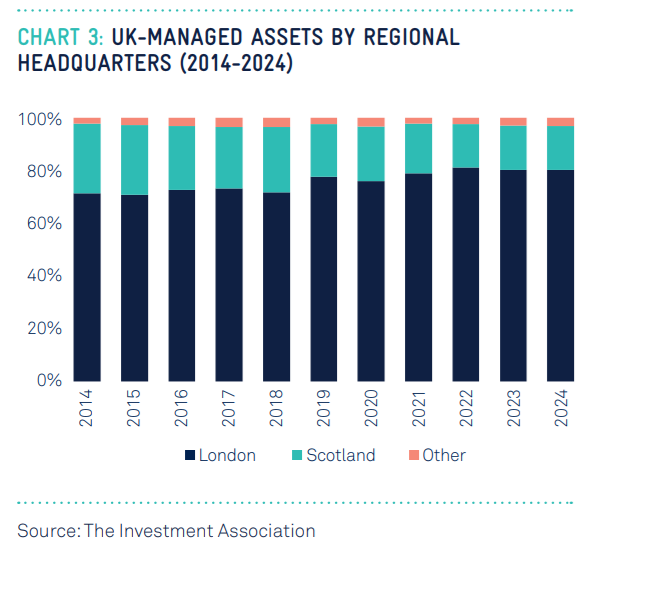 CHART 3: UK-MANAGED ASSETS BY REGIONAL
HEADQUARTERS (2014-2024)
100%
80%
60%
40%
20%
0%
2014
2015
2016
2017
2018
2019
2020
2021
2022
2023
2024
London
Scotland
Other
Source: The Investment Association